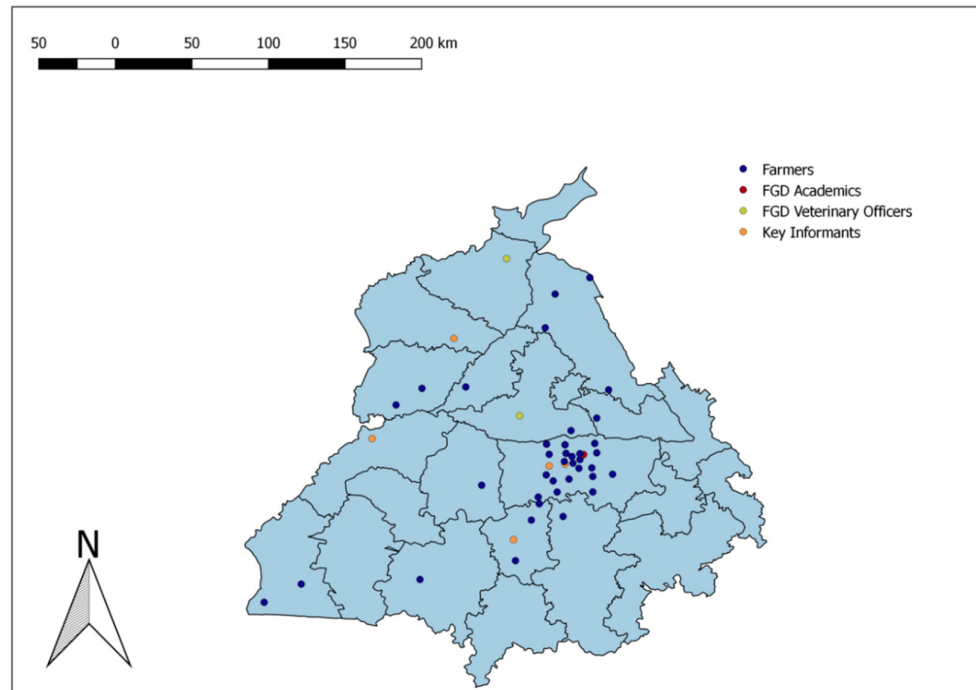 50 0 50 100 150 200 km
Farmers
FGD Academics
FGD Veterinary Officers
Key Informants
N